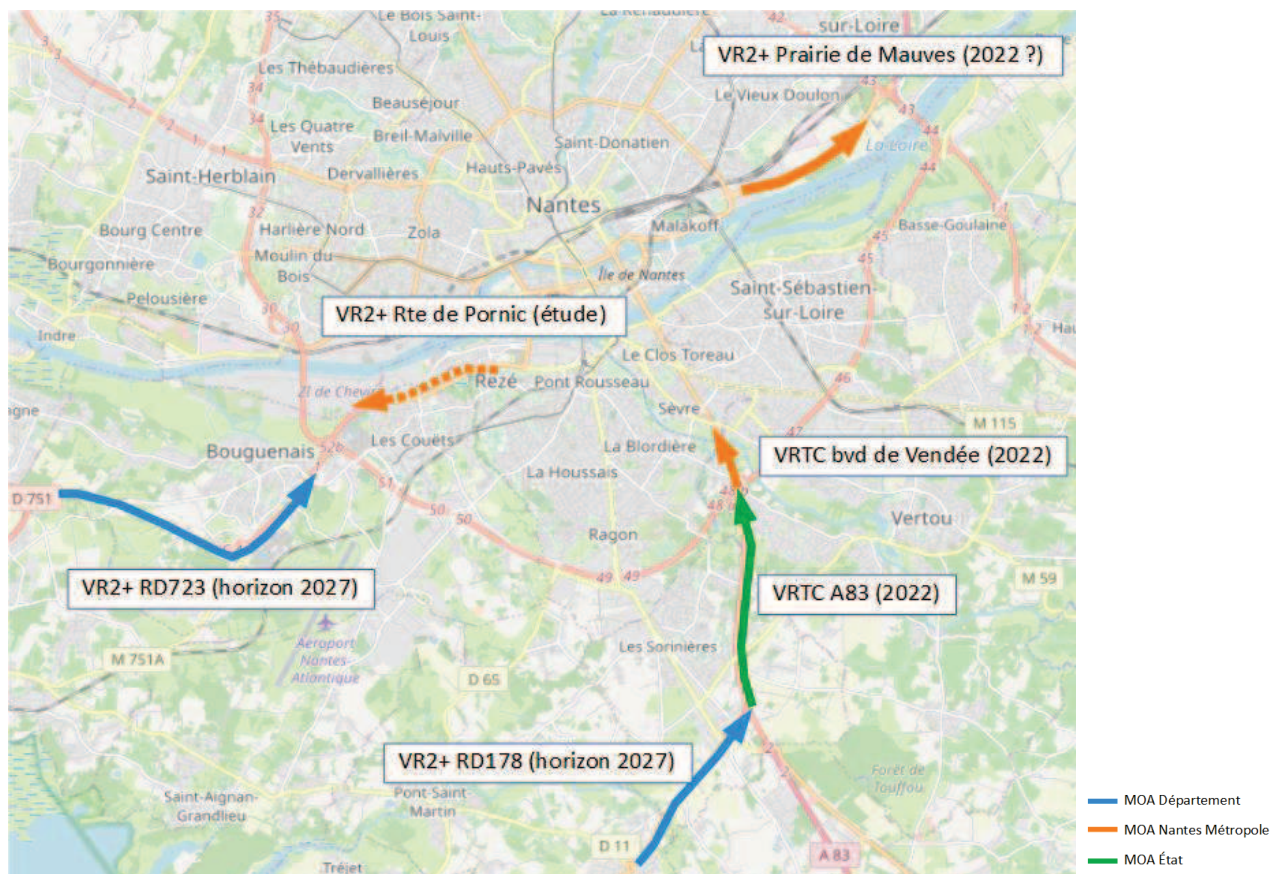 Le Bois Saint-
Louis
sur-Loire
VR2+ Prairie de Mauves (2022 ?)
Les Thébaudières
Beauséjour
Le Vieux Doulon
Les Quatre
Vents
Breil-Malville
Saint-Donatien
La Loire
Saint-Herblain
Dervallières
Hauts-Pavés
Nantes
Bourg Centre
Harlière Nord
Zola
Malakoff
Basse-Goulaine
Moulin du
Bois
Bourgonnière
Île de Nantes
Pelousière
Saint-Sébastien-
sur-Loire
VR2+ Rte de Pornic (étude)
Indre
Le Clos Toreau
Rezé
Pont Rousseau
Sèvre
M 115
Bouguenais
Les Couëts
La Blordière
VRTC bvd de Vendée (2022)
La Houssais
D 751
Vertou
Ragon
VR2+ RD723 (horizon 2027)
VRTC A83 (2022)
M 59
Aéroport
Nantes-
Atlantique
Les Sorinières
M 751A
D 65
VR2+ RD178 (horizon 2027)
Forêt de
Touffou
Saint-Aignan-
Grandlieu
Pont-Saint-
Martin
D 11
A 83
Tréjet
MOA Département
MOA Nantes Métropole
MOA État